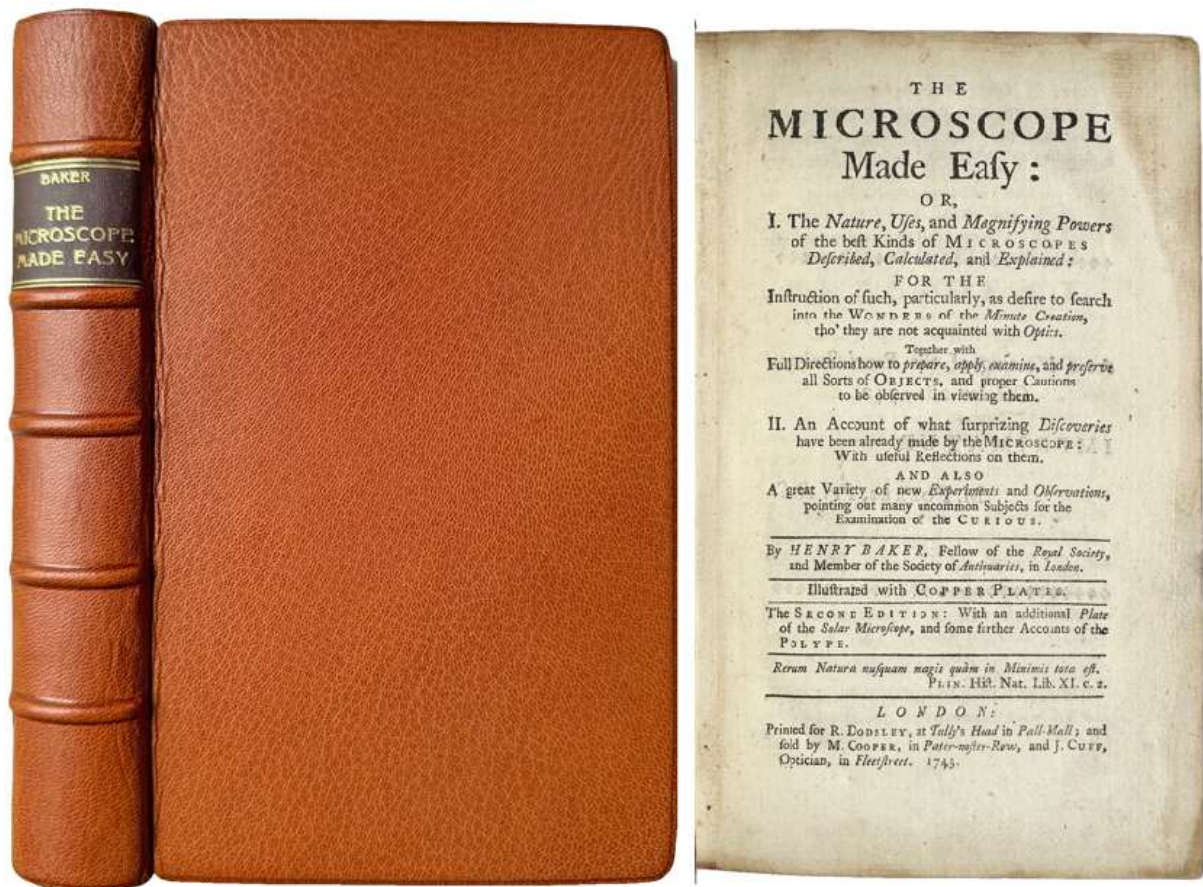 BAKER
THE
MICROSCOPE
MADE EASY
THE
MICROSCOPE
Made Eaſy :
OR,
I. The Nature, Uſes, and Magnifying Powers
of the beſt Kinds of MICROSCOPES
Deſcribed, Calculated, and Explained :
FOR THE
Inſtruction of ſuch, particularly, as deſire to ſearch
into the WONDERS of the Minute Creation,
tho' they are not acquainted with Optics.
Together with
Full Directions how to prepare, apply, examine, and preſerve
all Sorts of OBJECTS, and proper Cautions
to be obſerved in viewing them.
II. An Account of what ſurprizing Diſcoveries
have been already made by the MICROSCOPE :
With uſeful Reflections on them.
AND ALSO
A great Variety of new Experiments and Obſervations,
pointing out many uncommon Subjects for the
Examination of the CURIOUS.
By HENRY BAKER, Fellow of the Royal Society,
and Member of the Society of Antiquaries, in London.
Illuſtrated with COPPER PLATES.
The SECOND EDITION : With an additional Plate
of the Solar Microſcope, and ſome farther Accounts of the
POLYPE.
Rerum Natura nuſquam magis quàm in Minimis tota eſt.
PLIN. Hiſt. Nat. Lib. XI. c. 2.
LONDON:
Printed for R. DODSLEY, at Tully's Head in Pall-Mall ; and
ſold by M. COOPER, in Pater-noſter-Row, and J. CUFF,
Optician, in Fleetſtreet. 1743.